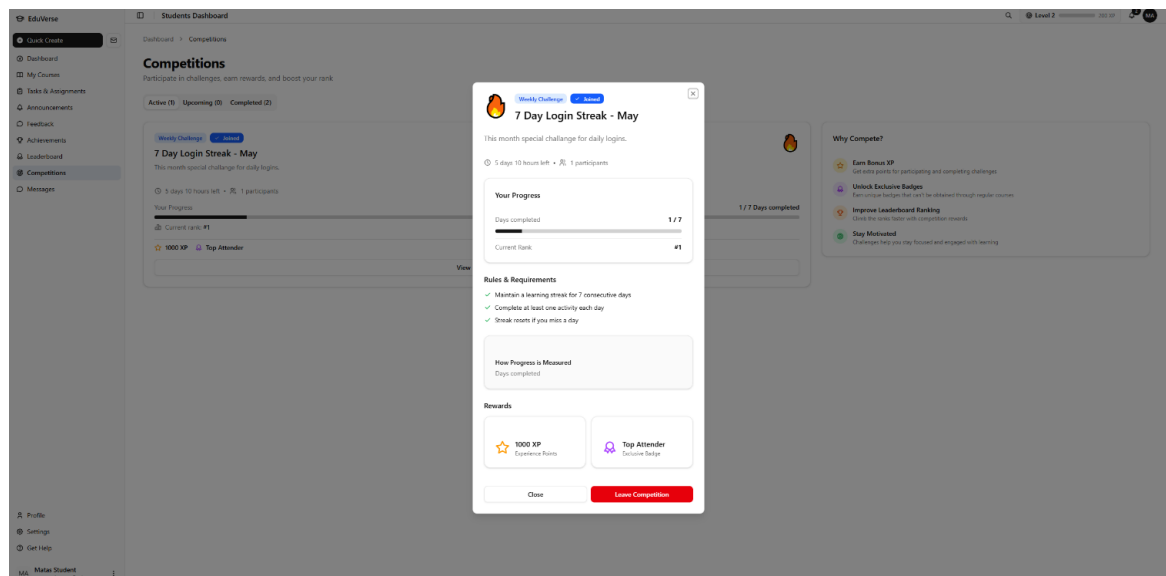 EduVerse
Students Dashboard
Level 2
MA
Quick Create
Dashboard
My Courses
Tasks & Assignments
Announcements
Feedback
Achievements
Leaderboard
Competitions
Messages
Profile
Settings
Get Help
MA Matas Student
Dashboard > Competitions
Competitions
Participate in challenges, earn rewards, and boost your rank
Active (1) Upcoming (0) Completed (2)
Weekly Challenge ✓ Joined
7 Day Login Streak - May
This month special challange for daily logins.
5 days 10 hours left • 1 participants
Your Progress 1 / 7 Days completed
Current rank: #1
1000 XP Top Attender
View
Weekly Challenge ✓ Joined
7 Day Login Streak - May
This month special challange for daily logins.
5 days 10 hours left • 1 participants
Your Progress
Days completed 1 / 7
Current Rank #1
Rules & Requirements
Maintain a learning streak for 7 consecutive days
Complete at least one activity each day
Streak resets if you miss a day
How Progress is Measured
Days completed
Rewards
1000 XP
Experience Points
Top Attender
Exclusive Badge
Close
Leave Competition
Why Compete?
Earn Bonus XP
Get extra points for participating and completing challenges
Unlock Exclusive Badges
Earn unique badges that can't be obtained through regular courses
Improve Leaderboard Ranking
Climb the ranks faster with competition rewards
Stay Motivated
Challenges help you stay focused and engaged with learning